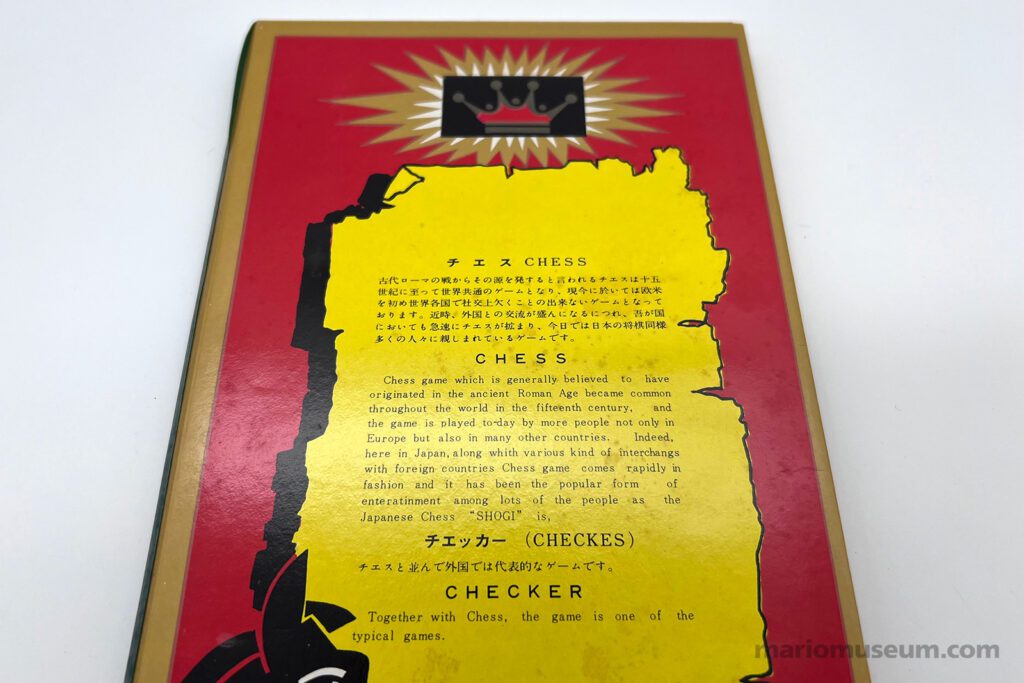 チエス CHESS
古代ローマの戦からその源を発すると言われるチエスは十五
世紀に至って世界共通のゲームとなり、現今に於いては欧米
を初め世界各国で社交上欠くことの出来ないゲームとなって
おります。近時、外国との交流が盛んになるにつれ、吾が国
においても急速にチエスが拡まり、今日では日本の将棋同様
多くの人々に親しまれているゲームです。
CHESS
Chess game which is generally believed to have
originated in the ancient Roman Age became common
throughout the world in the fifteenth century, and
the game is played to-day by more people not only in
Europe but also in many other countries. Indeed,
here in Japan, along whith various kind of interchangs
with foreign countries Chess game comes rapidly in
fashion and it has been the popular form of
enteratinment among lots of the people as the
Japanese Chess “SHOGI” is,
チエッカー (CHECKES)
チエスと並んで外国では代表的なゲームです。
CHECKER
Together with Chess, the game is one of the
typical games.
mariomuseum.com